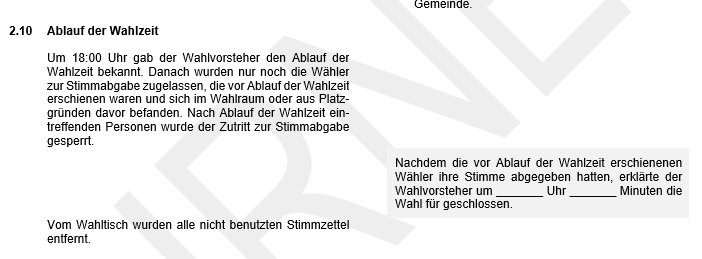 Gemeinde.
2.10 Ablauf der Wahlzeit
Um 18:00 Uhr gab der Wahlvorsteher den Ablauf der
Wahlzeit bekannt. Danach wurden nur noch die Wähler
zur Stimmabgabe zugelassen, die vor Ablauf der Wahlzeit
erschienen waren und sich im Wahlraum oder aus Platz-
gründen davor befanden. Nach Ablauf der Wahlzeit ein-
treffenden Personen wurde der Zutritt zur Stimmabgabe
gesperrt.
Nachdem die vor Ablauf der Wahlzeit erschienenen
Wähler ihre Stimme abgegeben hatten, erklärte der
Wahlvorsteher um _______ Uhr _______ Minuten die
Wahl für geschlossen.
Vom Wahltisch wurden alle nicht benutzten Stimmzettel
entfernt.